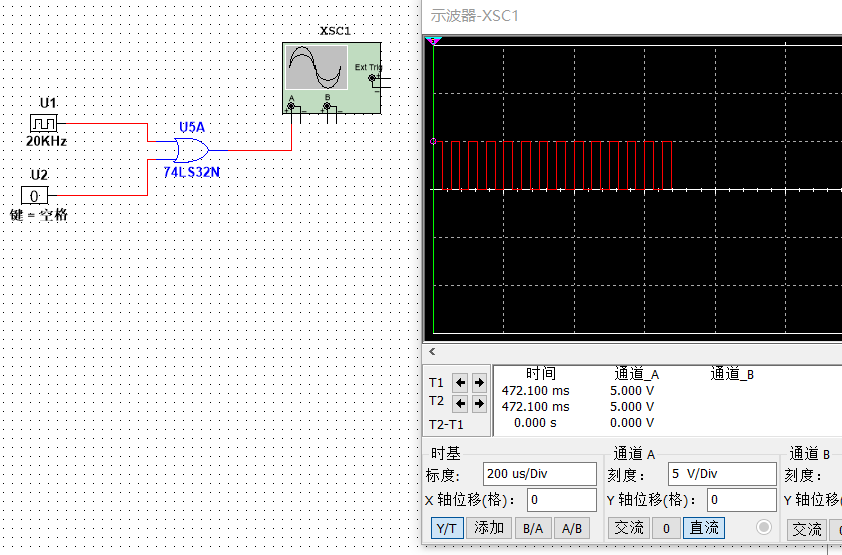 XSC1
Ext Trig
A
B
U1
20KHz
U5A
74LS32N
U2
0
键 = 空格
示波器-XSC1
时间 通道_A 通道_B
T1 472.100 ms 5.000 V
T2 472.100 ms 5.000 V
T2-T1 0.000 s 0.000 V
时基 通道 A 通道 B
标度: 200 us/Div 刻度: 5 V/Div 刻度:
X 轴位移(格): 0 Y 轴位移(格): 0 Y 轴位移(格
Y/T 添加 B/A A/B 交流 0 直流 交流